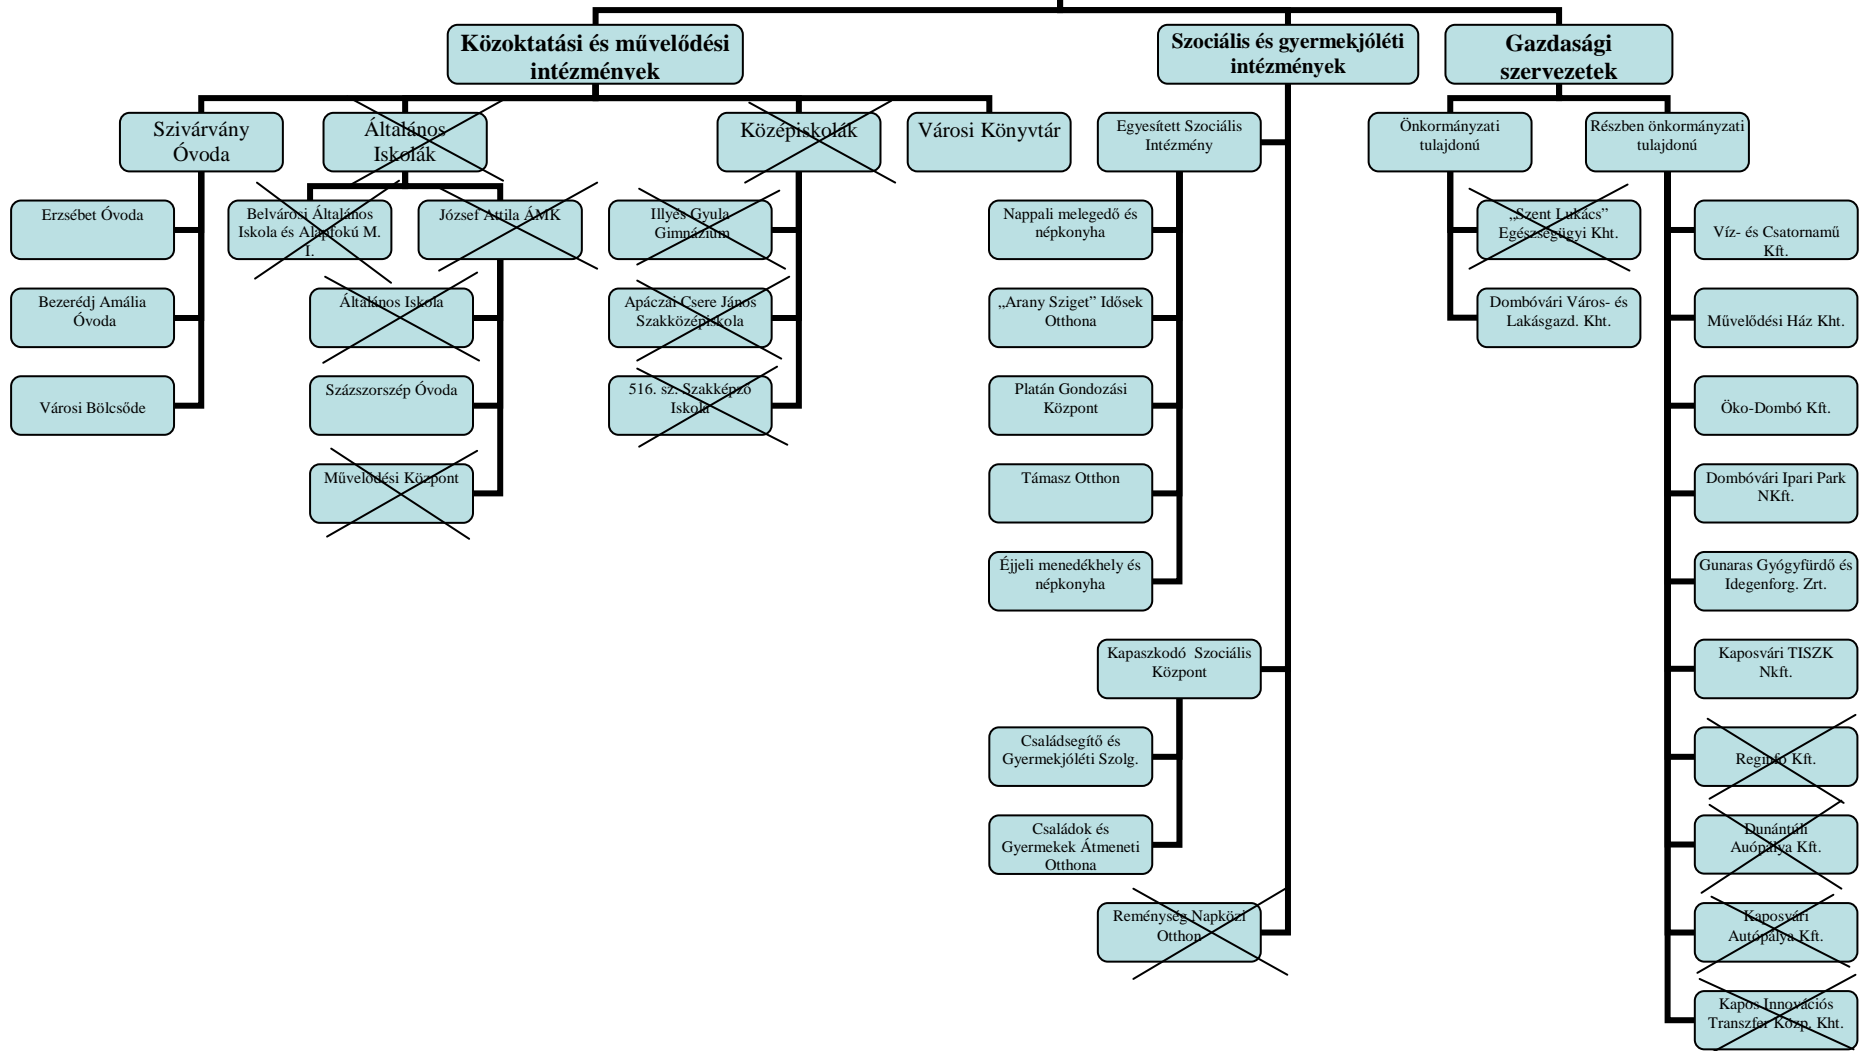 Közoktatási és művelődési
intézmények
Szociális és gyermekjóléti
intézmények
Gazdasági
szervezetek
Szivárvány
Óvoda
Általános
Iskolák
Középiskolák
Városi Könyvtár
Egyesített Szociális
Intézmény
Önkormányzati
tulajdonú
Részben önkormányzati
tulajdonú
Erzsébet Óvoda
Bezerédj Amália
Óvoda
Városi Bölcsőde
Belvárosi Általános
Iskola és Alapfokú M.
I.
József Attila ÁMK
Általános Iskola
Százszorszép Óvoda
Művelődési Központ
Illyés Gyula
Gimnázium
Apáczai Csere János
Szakközépiskola
516. sz. Szakképző
Iskola
Nappali melegedő és
népkonyha
„Arany Sziget” Idősek
Otthona
Platán Gondozási
Központ
Támasz Otthon
Éjjeli menedékhely és
népkonyha
Kapaszkodó Szociális
Központ
Családsegítő és
Gyermekjóléti Szolg.
Családok és
Gyermekek Átmeneti
Otthona
Reménység Napközi
Otthon
„Szent Lukács”
Egészségügyi Kht.
Dombóvári Város- és
Lakásgazd. Kht.
Víz- és Csatornamű
Kft.
Művelődési Ház Kht.
Öko-Dombó Kft.
Dombóvári Ipari Park
NKft.
Gunaras Gyógyfürdő és
Idegenforg. Zrt.
Kaposvári TISZK
Nkft.
Reginfo Kft.
Dunántúli
Auópálya Kft.
Kaposvári
Autópálya Kft.
Kapos Innovációs
Transzfer Közp. Kht.